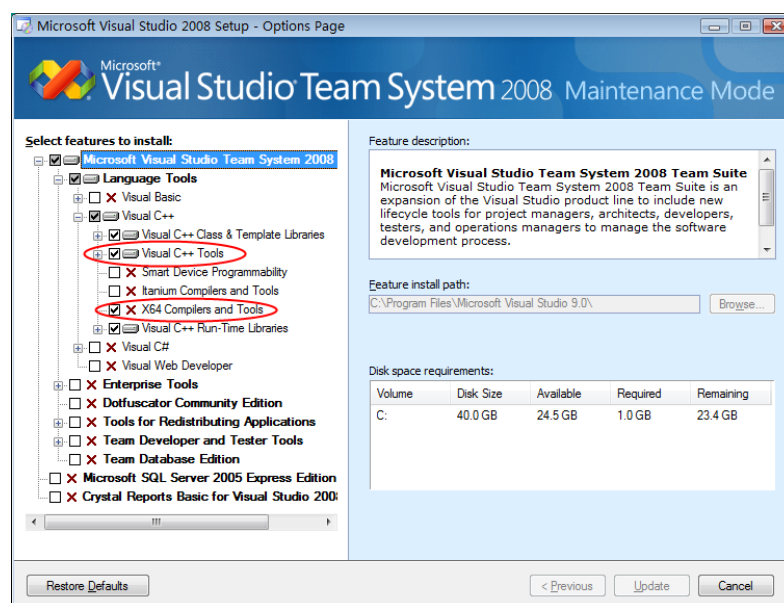 Microsoft Visual Studio 2008 Setup - Options Page
Microsoft®
Visual Studio Team System 2008 Maintenance Mode
Select features to install:
Microsoft Visual Studio Team System 2008
Language Tools
Visual Basic
Visual C++
Visual C++ Class & Template Libraries
Visual C++ Tools
Smart Device Programmability
Itanium Compilers and Tools
X64 Compilers and Tools
Visual C++ Run-Time Libraries
Visual C#
Visual Web Developer
Enterprise Tools
Dotfuscator Community Edition
Tools for Redistributing Applications
Team Developer and Tester Tools
Team Database Edition
Microsoft SQL Server 2005 Express Edition
Crystal Reports Basic for Visual Studio 200
Feature description:
Microsoft Visual Studio Team System 2008 Team Suite
Microsoft Visual Studio Team System 2008 Team Suite is an
expansion of the Visual Studio product line to include new
lifecycle tools for project managers, architects, developers,
testers, and operations managers to manage the software
development process.
Feature install path:
C:\Program Files\Microsoft Visual Studio 9.0\
Browse...
Disk space requirements:
Volume Disk Size Available Required Remaining
C: 40.0 GB 24.5 GB 1.0 GB 23.4 GB
Restore Defaults
< Previous
Update
Cancel